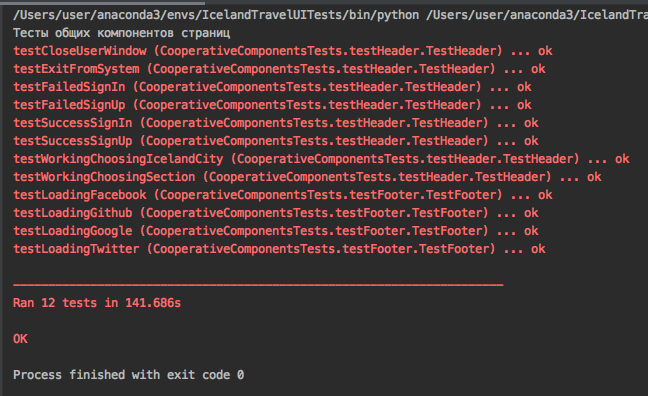 /Users/user/anaconda3/envs/IcelandTravelUITests/bin/python /Users/user/anaconda3/IcelandTra
Тесты общих компонентов страниц
testCloseUserWindow (CooperativeComponentsTests.testHeader.TestHeader) ... ok
testExitFromSystem (CooperativeComponentsTests.testHeader.TestHeader) ... ok
testFailedSignIn (CooperativeComponentsTests.testHeader.TestHeader) ... ok
testFailedSignUp (CooperativeComponentsTests.testHeader.TestHeader) ... ok
testSuccessSignIn (CooperativeComponentsTests.testHeader.TestHeader) ... ok
testSuccessSignUp (CooperativeComponentsTests.testHeader.TestHeader) ... ok
testWorkingChoosingIcelandCity (CooperativeComponentsTests.testHeader.TestHeader) ... ok
testWorkingChoosingSection (CooperativeComponentsTests.testHeader.TestHeader) ... ok
testLoadingFacebook (CooperativeComponentsTests.testFooter.TestFooter) ... ok
testLoadingGithub (CooperativeComponentsTests.testFooter.TestFooter) ... ok
testLoadingGoogle (CooperativeComponentsTests.testFooter.TestFooter) ... ok
testLoadingTwitter (CooperativeComponentsTests.testFooter.TestFooter) ... ok
----------------------------------------------------------------------
Ran 12 tests in 141.686s
OK
Process finished with exit code 0